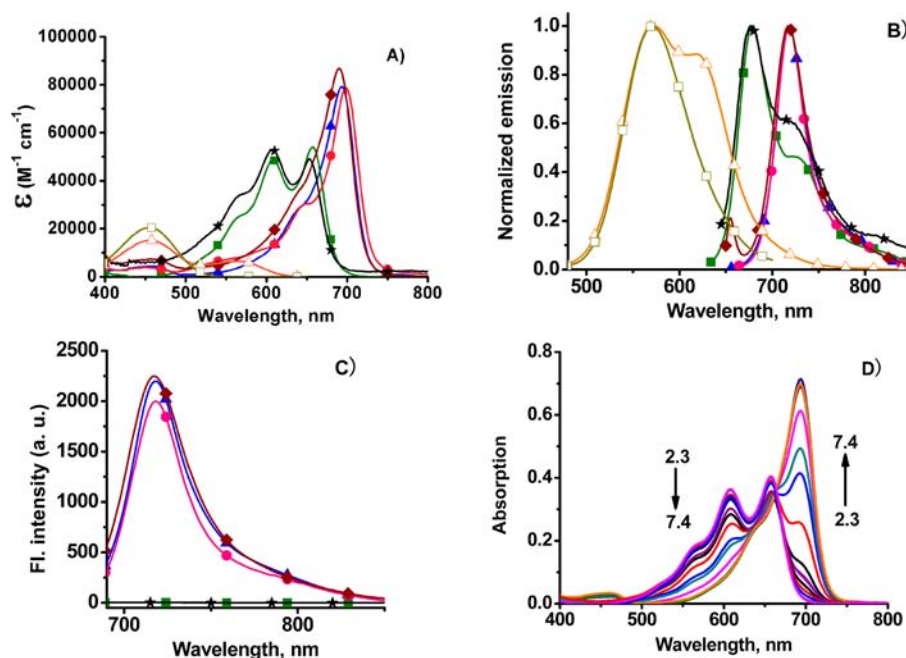 A)
ε (M⁻¹ cm⁻¹)
100000
80000
60000
40000
20000
0
400 500 600 700 800
Wavelength, nm
B)
Normalized emission
1.0
0.8
0.6
0.4
0.2
0.0
500 600 700 800
Wavelength, nm
C)
Fl. intensity (a. u.)
2500
2000
1500
1000
500
0
700 800
Wavelength, nm
D)
Absorption
0.8
0.6
0.4
0.2
0.0
2.3
7.4
7.4
2.3
400 500 600 700 800
Wavelength, nm